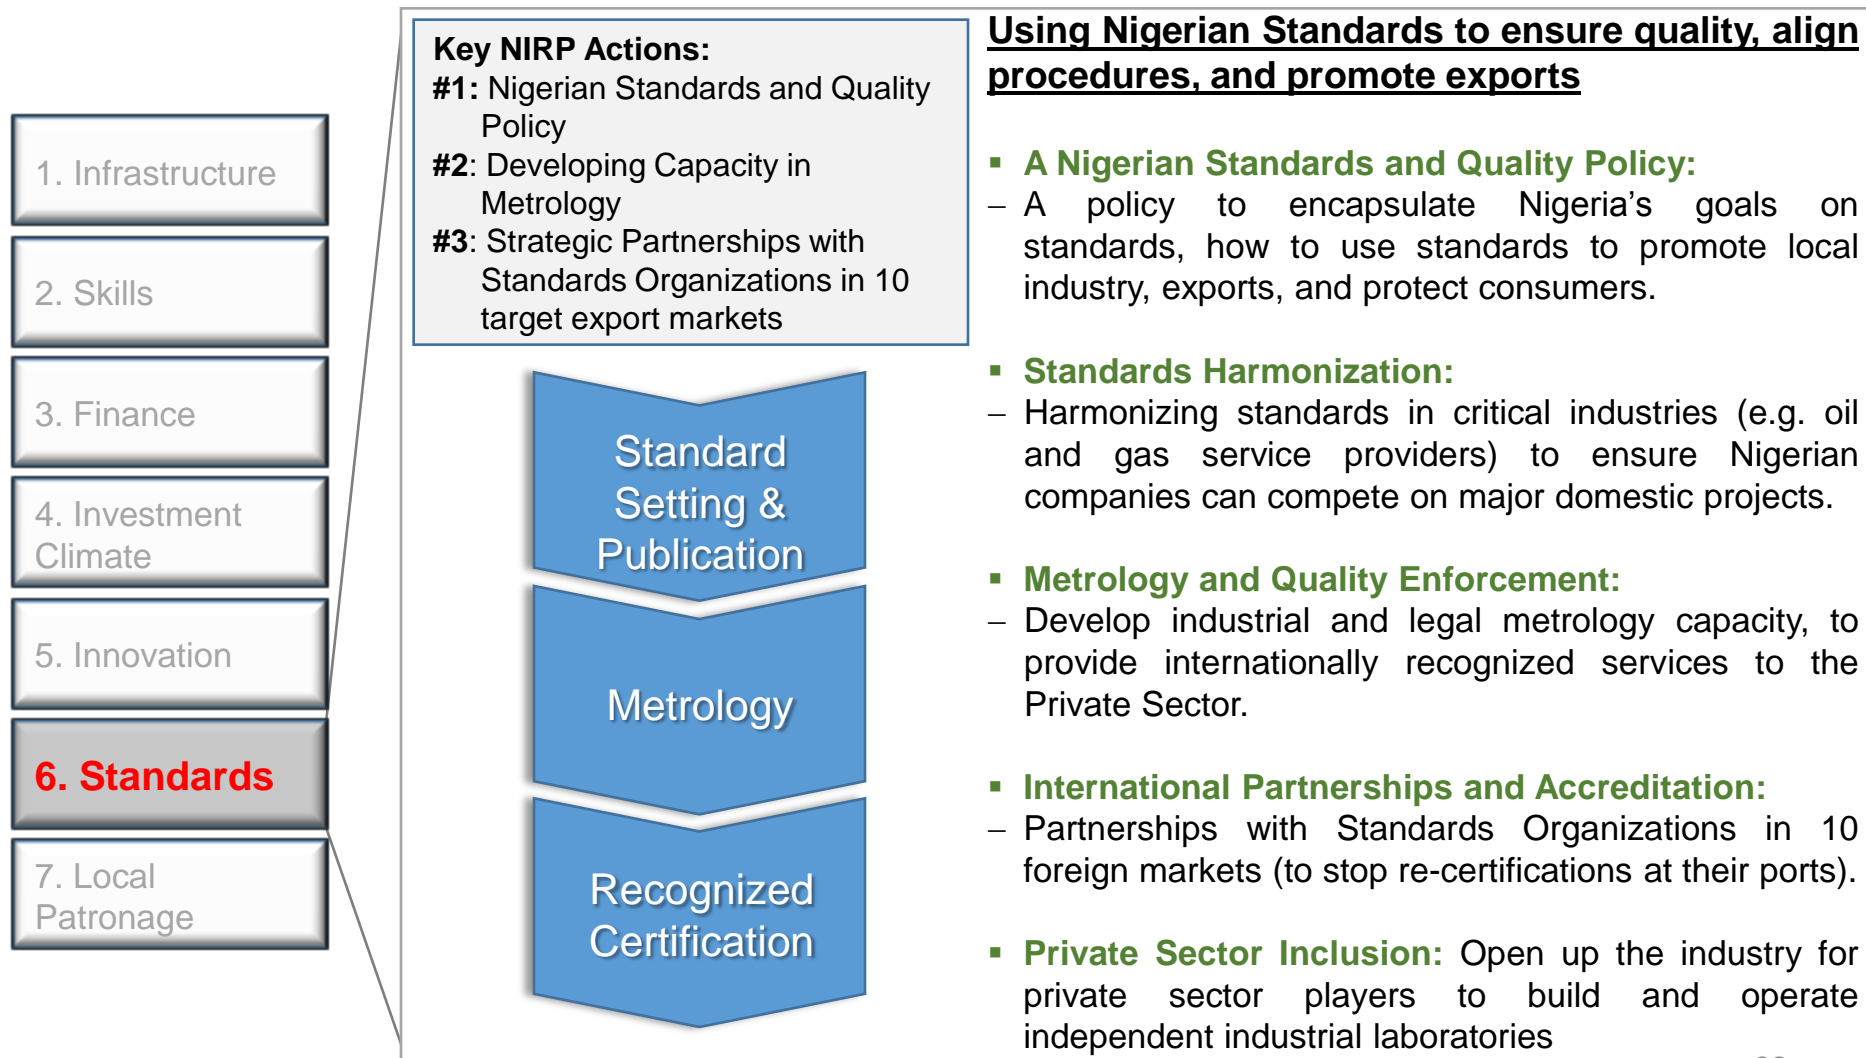 1. Infrastructure
2. Skills
3. Finance
4. Investment
Climate
5. Innovation
6. Standards
7. Local
Patronage
Key NIRP Actions:
#1: Nigerian Standards and Quality
Policy
#2: Developing Capacity in
Metrology
#3: Strategic Partnerships with
Standards Organizations in 10
target export markets
Standard
Setting &
Publication
Metrology
Recognized
Certification
Using Nigerian Standards to ensure quality, align
procedures, and promote exports
▪ A Nigerian Standards and Quality Policy:
– A policy to encapsulate Nigeria’s goals on
standards, how to use standards to promote local
industry, exports, and protect consumers.
▪ Standards Harmonization:
– Harmonizing standards in critical industries (e.g. oil
and gas service providers) to ensure Nigerian
companies can compete on major domestic projects.
▪ Metrology and Quality Enforcement:
– Develop industrial and legal metrology capacity, to
provide internationally recognized services to the
Private Sector.
▪ International Partnerships and Accreditation:
– Partnerships with Standards Organizations in 10
foreign markets (to stop re-certifications at their ports).
▪ Private Sector Inclusion: Open up the industry for
private sector players to build and operate
independent industrial laboratories